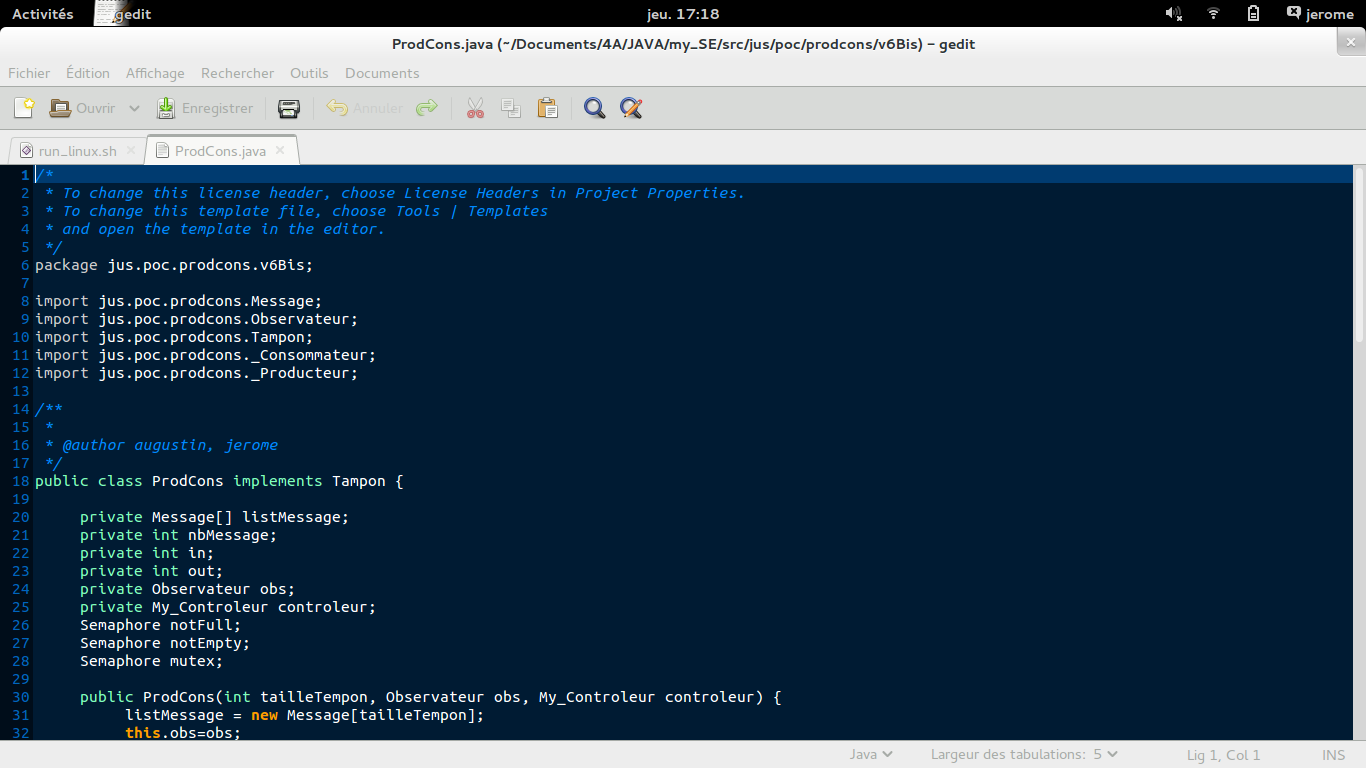 Activités gedit jeu. 17:18 jerome
ProdCons.java (~/Documents/4A/JAVA/my_SE/src/jus/poc/prodcons/v6Bis) – gedit
Fichier Édition Affichage Rechercher Outils Documents
Ouvrir Enregistrer Annuler
run_linux.sh ProdCons.java
1 /*
2  * To change this license header, choose License Headers in Project Properties.
3  * To change this template file, choose Tools | Templates
4  * and open the template in the editor.
5  */
6 package jus.poc.prodcons.v6Bis;
7
8 import jus.poc.prodcons.Message;
9 import jus.poc.prodcons.Observateur;
10 import jus.poc.prodcons.Tampon;
11 import jus.poc.prodcons._Consommateur;
12 import jus.poc.prodcons._Producteur;
13
14 /**
15  *
16  * @author augustin, jerome
17  */
18 public class ProdCons implements Tampon {
19
20      private Message[] listMessage;
21      private int nbMessage;
22      private int in;
23      private int out;
24      private Observateur obs;
25      private My_Controleur controleur;
26      Semaphore notFull;
27      Semaphore notEmpty;
28      Semaphore mutex;
29
30      public ProdCons(int tailleTempon, Observateur obs, My_Controleur controleur) {
31           listMessage = new Message[tailleTempon];
32           this.obs=obs;
Java Largeur des tabulations: 5 Lig 1, Col 1 INS